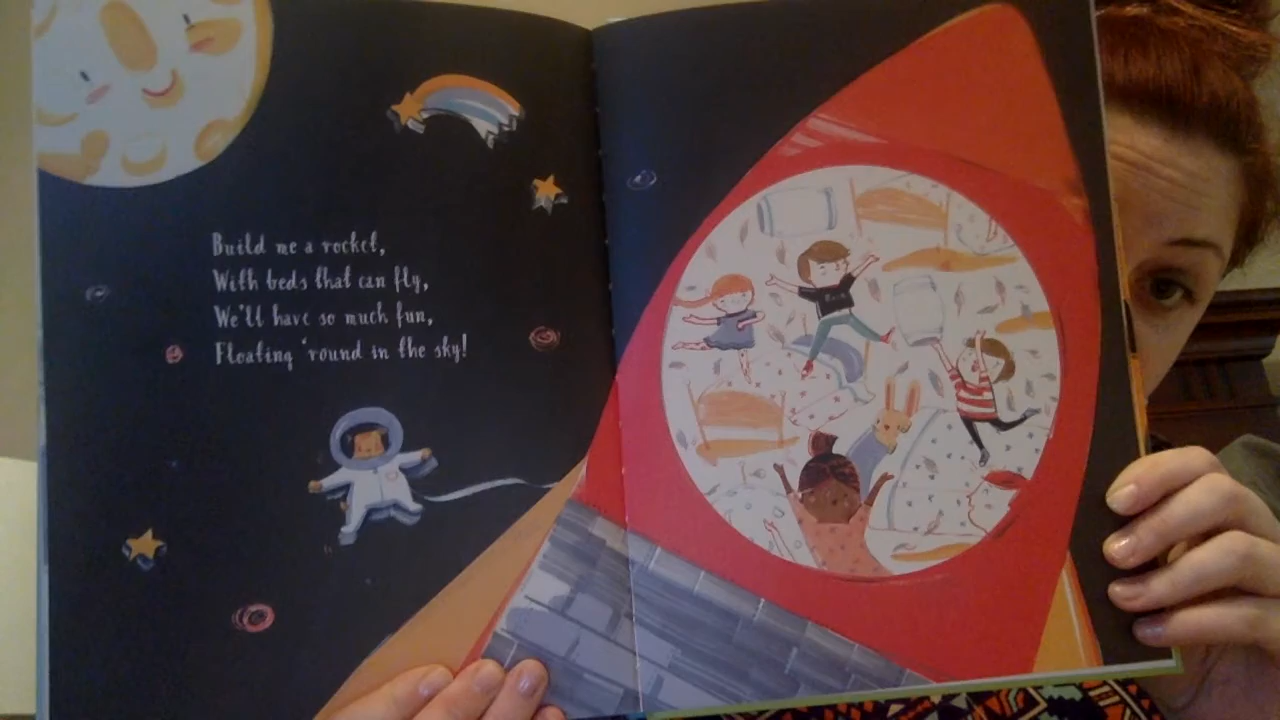 Build me a rocket,
With beds that can fly,
We'll have so much fun,
Floating 'round in the sky!